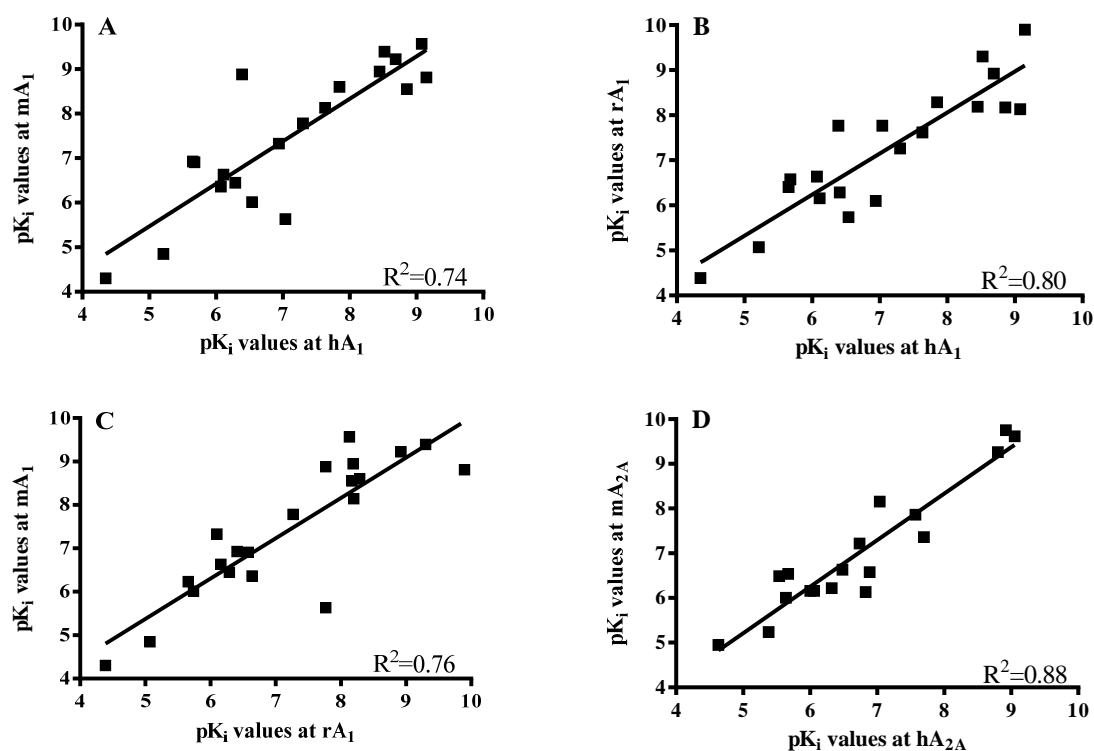 A
10
9
8
7
6
5
4
4 5 6 7 8 9 10
pKi values at mA1
pKi values at hA1
R2=0.74
B
10
9
8
7
6
5
4
4 5 6 7 8 9 10
pKi values at rA1
pKi values at hA1
R2=0.80
C
10
9
8
7
6
5
4
4 5 6 7 8 9 10
pKi values at mA1
pKi values at rA1
R2=0.76
D
10
9
8
7
6
5
4
4 5 6 7 8 9 10
pKi values at mA2A
pKi values at hA2A
R2=0.88